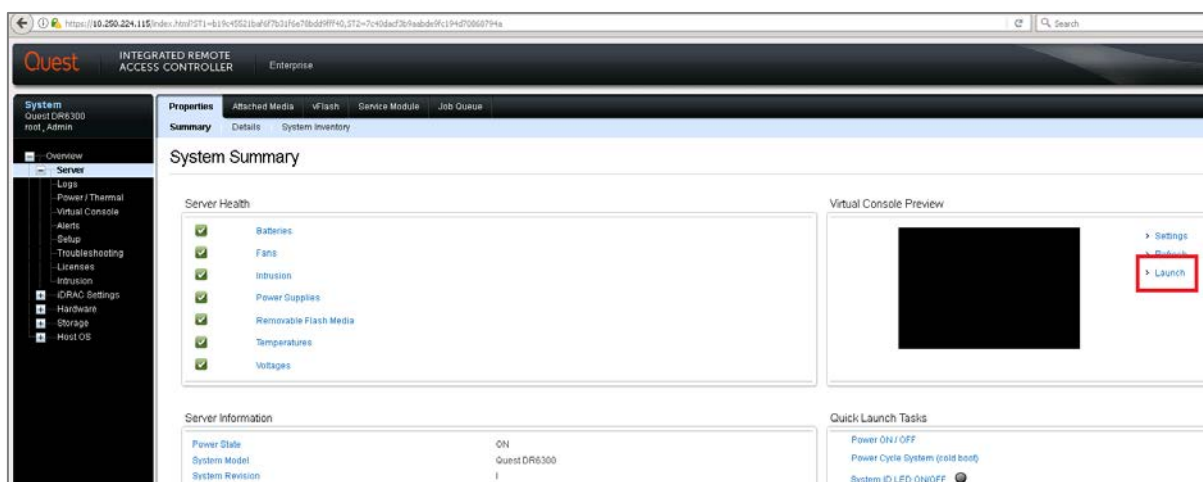 https://10.250.224.115/index.html?ST1=b19c45521baf6f7b31f6a78bdd9fff40,ST2=7c40dacf3b9aabde9fc194d70860794a
Search
Quest
INTEGRATED REMOTE
ACCESS CONTROLLER
Enterprise
System
Quest DR6300
root , Admin
Overview
Server
Logs
Power / Thermal
Virtual Console
Alerts
Setup
Troubleshooting
Licenses
Intrusion
iDRAC Settings
Hardware
Storage
Host OS
Properties Attached Media vFlash Service Module Job Queue
Summary Details System Inventory
System Summary
Server Health
Batteries
Fans
Intrusion
Power Supplies
Removable Flash Media
Temperatures
Voltages
Virtual Console Preview
Settings
Refresh
Launch
Server Information
Power State ON
System Model Quest DR6300
System Revision I
Quick Launch Tasks
Power ON / OFF
Power Cycle System (cold boot)
System ID LED ON/OFF